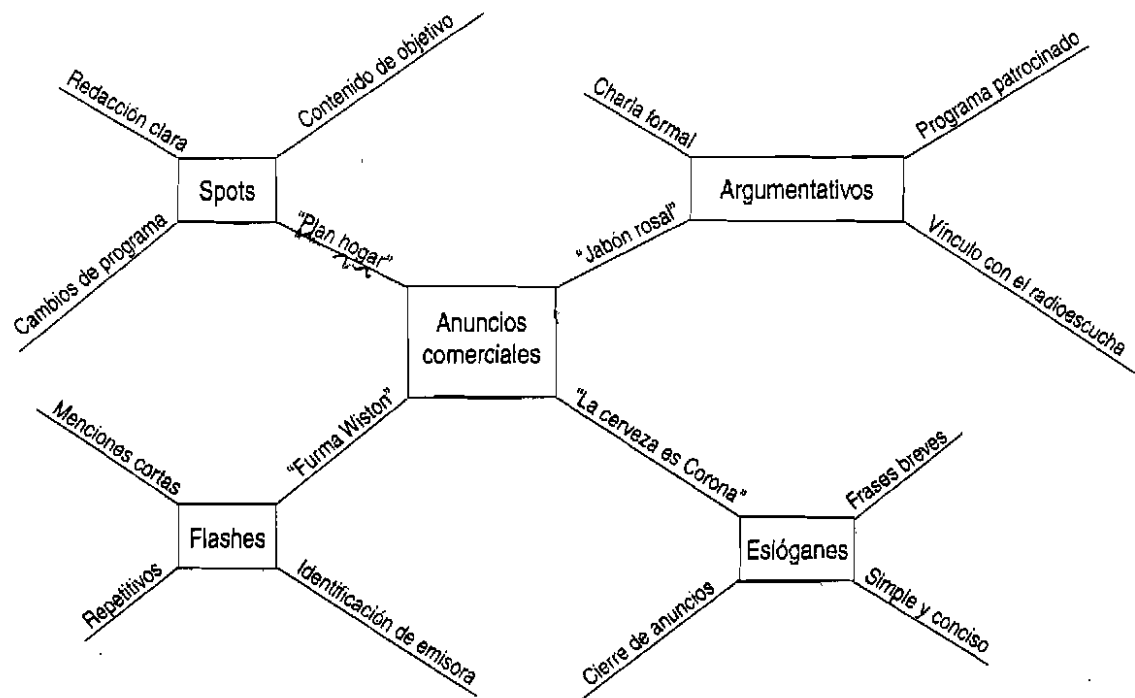 Redacción clara
Contenido de objetivo
Spots
Cambios de programa
"Plan hogar"
Charla formal
Programa patrocinado
Argumentativos
"Jabón rosal"
Vínculo con el radioescucha
Anuncios
comerciales
Menciones cortas
"Furma Wiston"
Flashes
Repetitivos
Identificación de emisora
"La cerveza es Corona"
Frases breves
Eslóganes
Cierre de anuncios
Simple y conciso